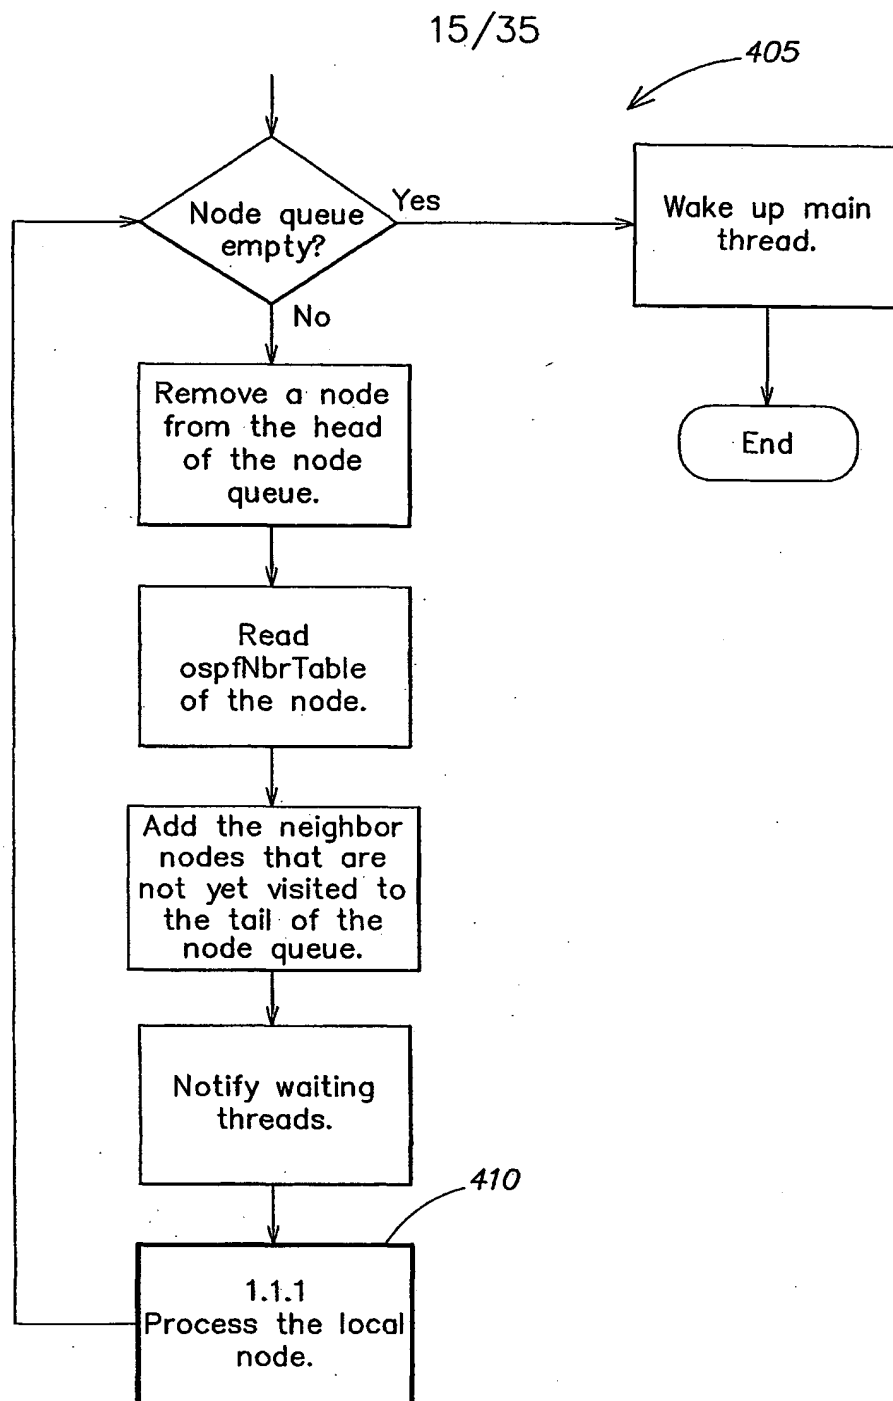 15/35
405
Node queue
empty?
Yes
Wake up main
thread.
No
End
Remove a node
from the head
of the node
queue.
Read
ospfNbrTable
of the node.
Add the neighbor
nodes that are
not yet visited to
the tail of the
node queue.
Notify waiting
threads.
410
1.1.1
Process the local
node.